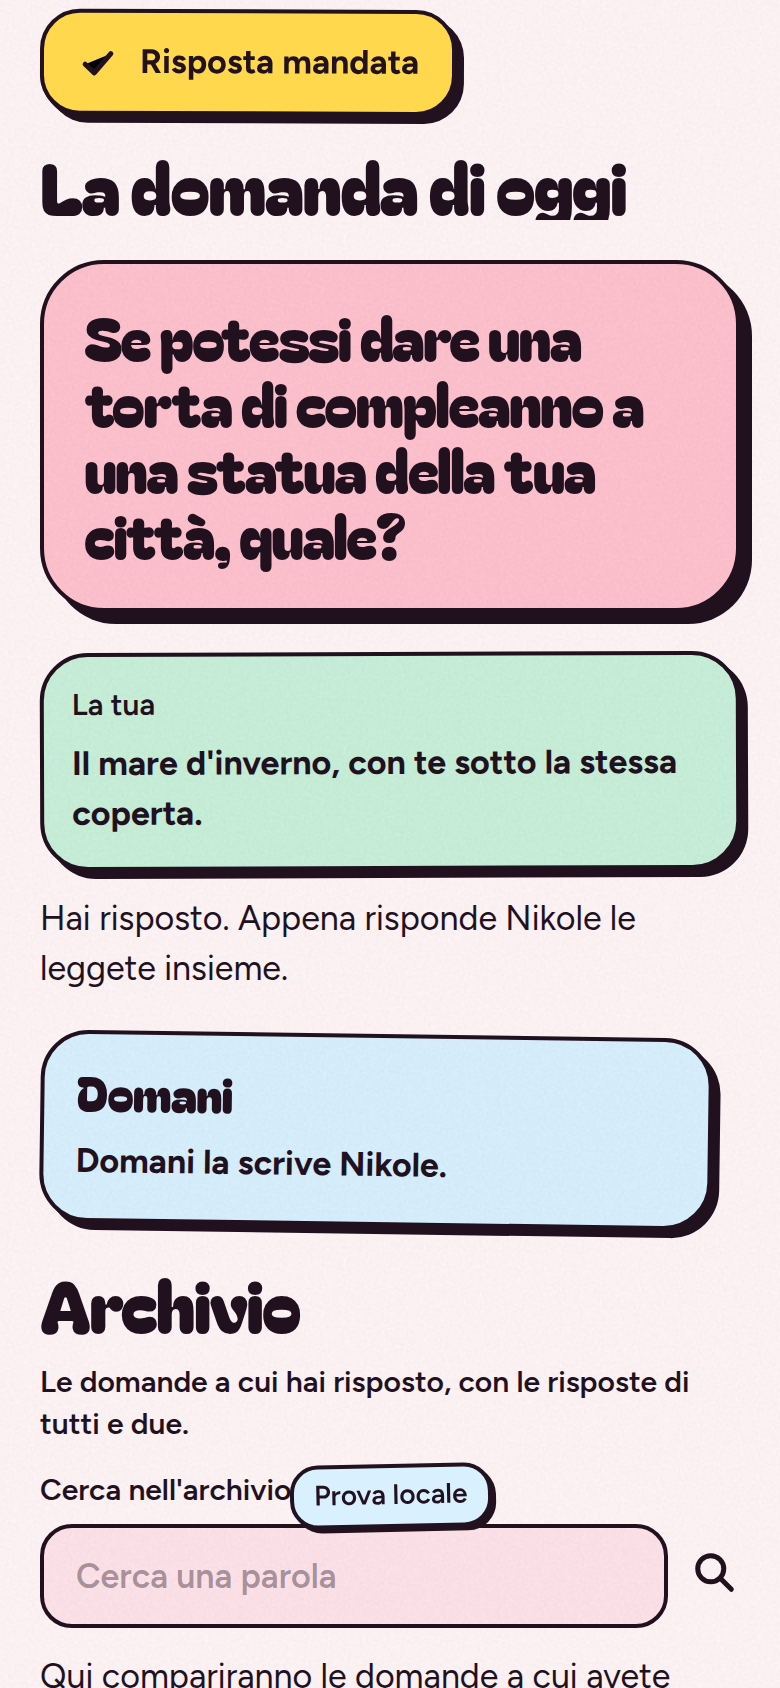 Risposta mandata
La domanda di oggi
Se potessi dare una
torta di compleanno a
una statua della tua
città, quale?
La tua
Il mare d'inverno, con te sotto la stessa
coperta.
Hai risposto. Appena risponde Nikole le
leggete insieme.
Domani
Domani la scrive Nikole.
Archivio
Le domande a cui hai risposto, con le risposte di
tutti e due.
Cerca nell'archivio
Prova locale
Cerca una parola
Qui compariranno le domande a cui avete